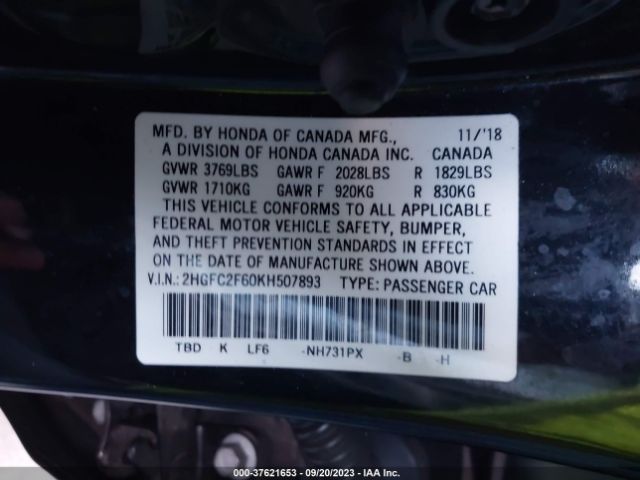 MFD. BY HONDA OF CANADA MFG., 11/'18
A DIVISION OF HONDA CANADA INC. CANADA
GVWR 3769LBS GAWR F 2028LBS R 1829LBS
GVWR 1710KG GAWR F 920KG R 830KG
THIS VEHICLE CONFORMS TO ALL APPLICABLE
FEDERAL MOTOR VEHICLE SAFETY, BUMPER,
AND THEFT PREVENTION STANDARDS IN EFFECT
ON THE DATE OF MANUFACTURE SHOWN ABOVE.
V.I.N.: 2HGFC2F60KH507893 TYPE: PASSENGER CAR
TBD K LF6 -NH731PX -B -H
000-37621653 - 09/20/2023 - IAA Inc.